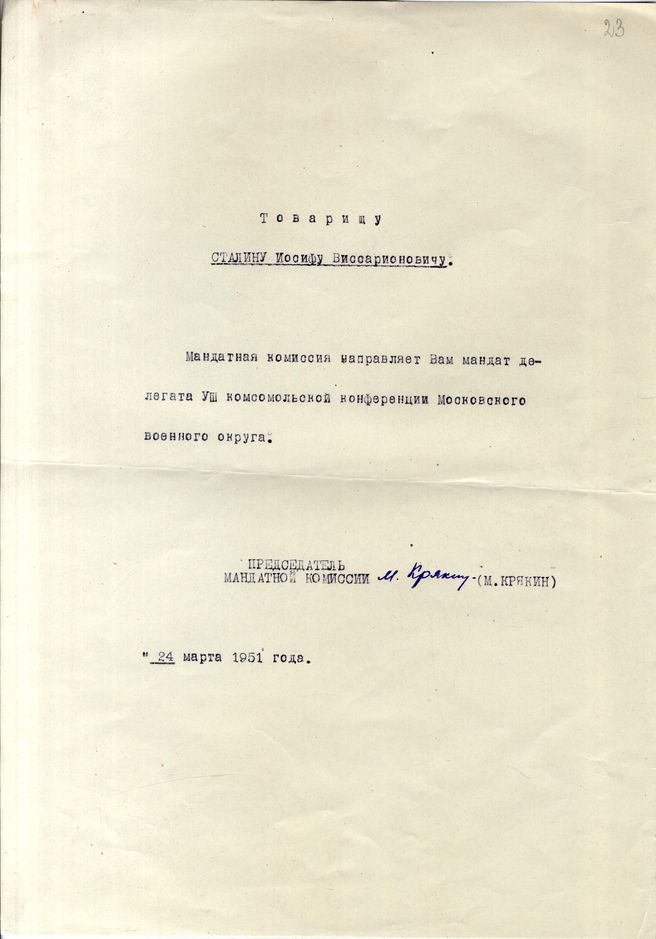 23
Товарищу
СТАЛИНУ Иосифу Виссарионовичу.
Мандатная комиссия направляет Вам мандат де-
легата УШ комсомольской конференции Московского
военного округа.
ПРЕДСЕДАТЕЛЬ
МАНДАТНОЙ КОМИССИИ М. Крякин (М.КРЯКИН)
"24 марта 1951 года.